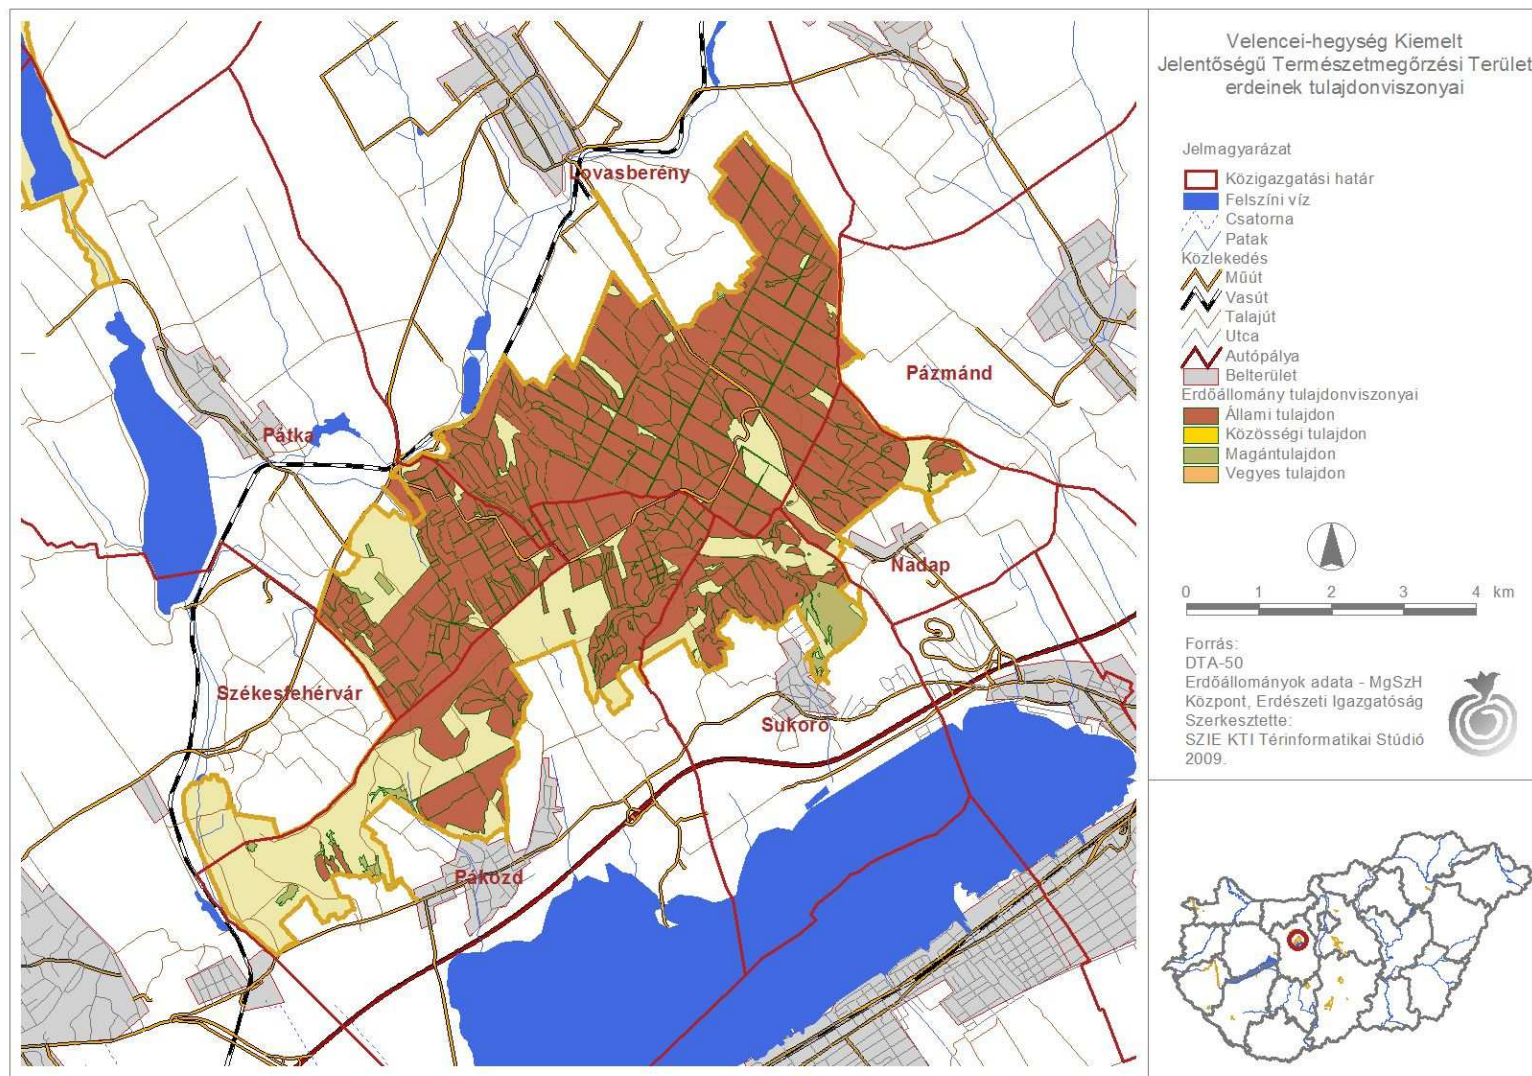 Velencei-hegység Kiemelt
Jelentőségű Természetmegőrzési Terület
erdeinek tulajdonviszonyai
Jelmagyarázat
Közigazgatási határ
Felszíni víz
Csatorna
Patak
Közlekedés
Műút
Vasút
Talajút
Utca
Autópálya
Belterület
Erdőállomány tulajdonviszonyai
Állami tulajdon
Közösségi tulajdon
Magántulajdon
Vegyes tulajdon
0 1 2 3 4 km
Forrás:
DTA-50
Erdőállományok adata - MgSzH
Központ, Erdészeti Igazgatóság
Szerkesztette:
SZIE KTI Térinformatikai Stúdió
2009.
Lovasberény
Pázmánd
Pátka
Nadap
Székesfehérvár
Sukoró
Pákozd